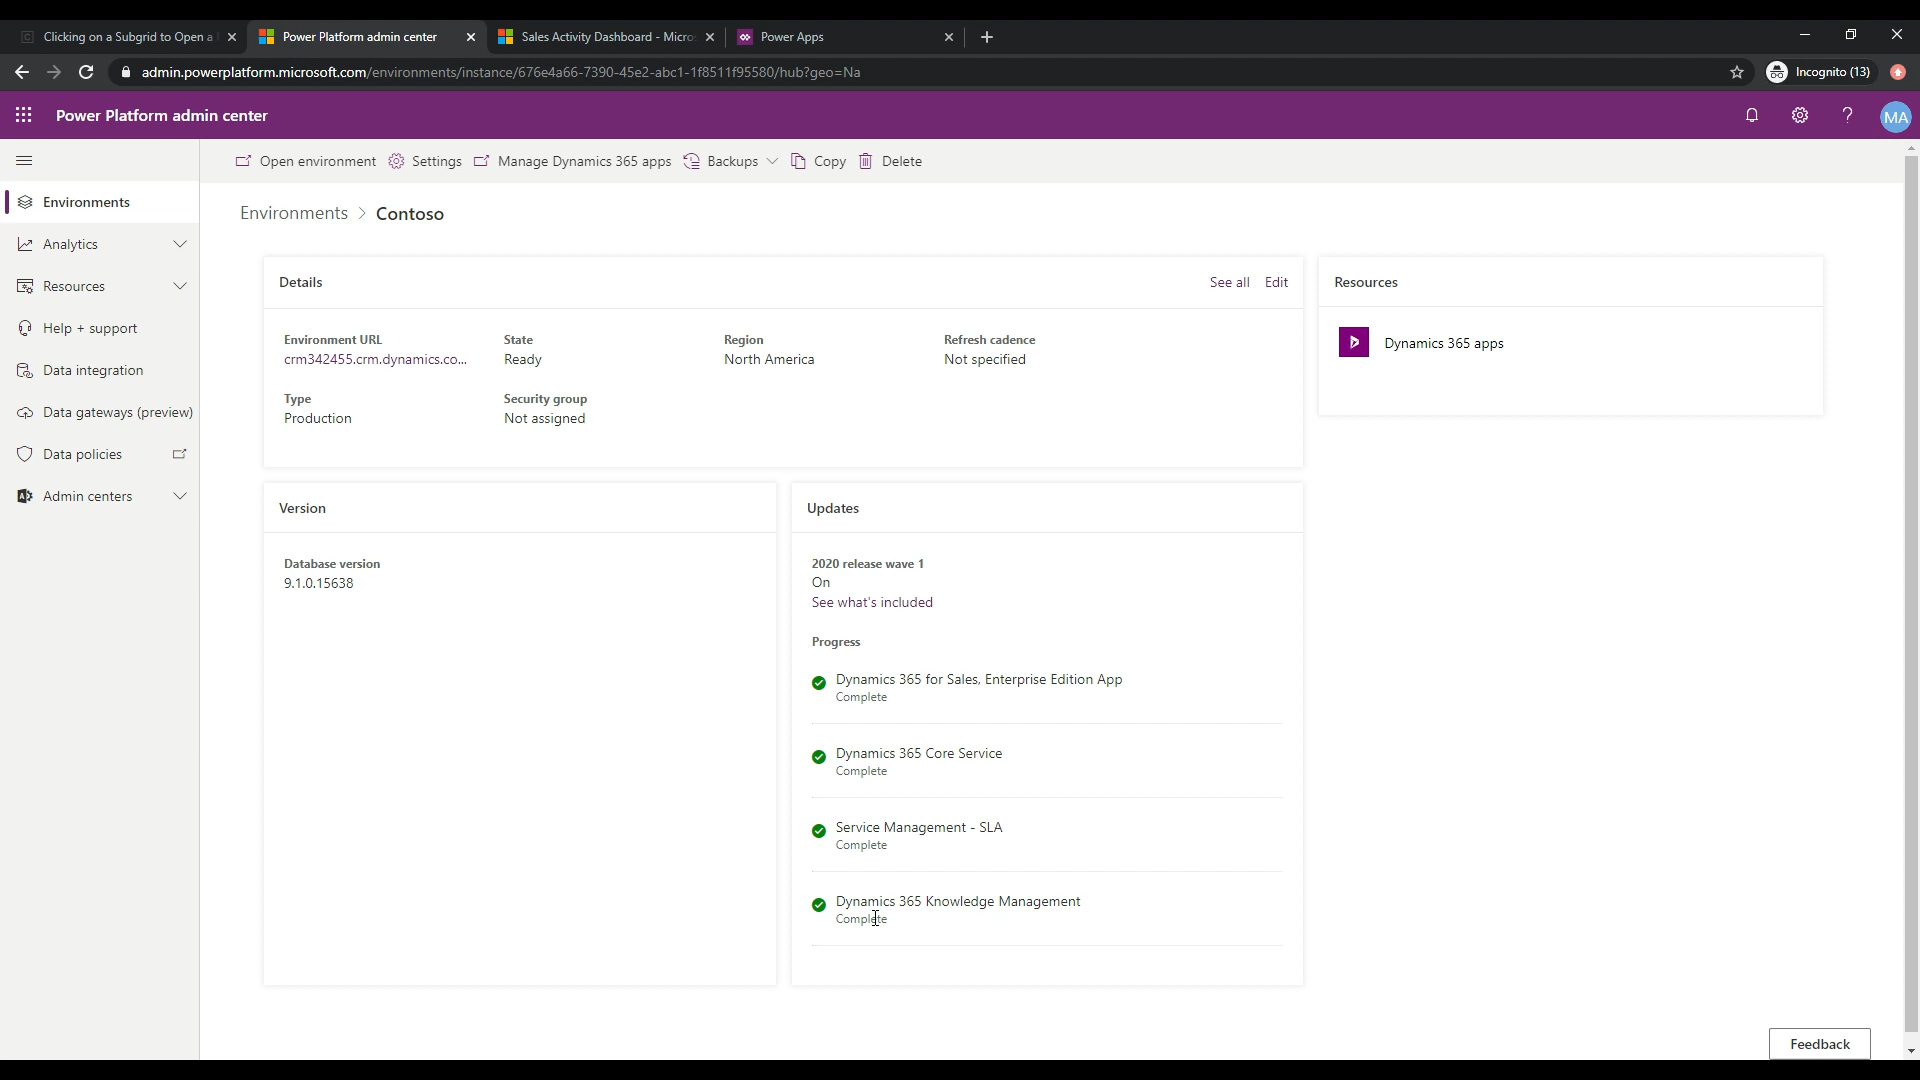 Clicking on a Subgrid to Open a
Power Platform admin center
Sales Activity Dashboard - Micros
Power Apps
admin.powerplatform.microsoft.com/environments/instance/676e4a66-7390-45e2-abc1-1f8511f95580/hub?geo=Na
Incognito (13)
Power Platform admin center
MA
Open environment
Settings
Manage Dynamics 365 apps
Backups
Copy
Delete
Environments
Analytics
Resources
Help + support
Data integration
Data gateways (preview)
Data policies
Admin centers
Environments > Contoso
Details
See all
Edit
Environment URL
crm342455.crm.dynamics.co...
State
Ready
Region
North America
Refresh cadence
Not specified
Type
Production
Security group
Not assigned
Resources
Dynamics 365 apps
Version
Database version
9.1.0.15638
Updates
2020 release wave 1
On
See what's included
Progress
Dynamics 365 for Sales, Enterprise Edition App
Complete
Dynamics 365 Core Service
Complete
Service Management - SLA
Complete
Dynamics 365 Knowledge Management
Complete
Feedback